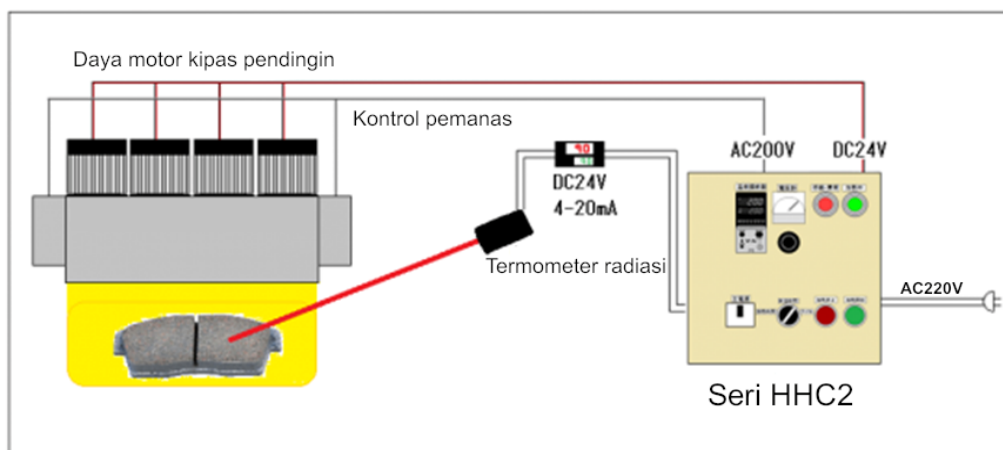 Daya motor kipas pendingin
Kontrol pemanas
AC200V
DC24V
DC24V
4-20mA
Termometer radiasi
AC220V
Seri HHC2